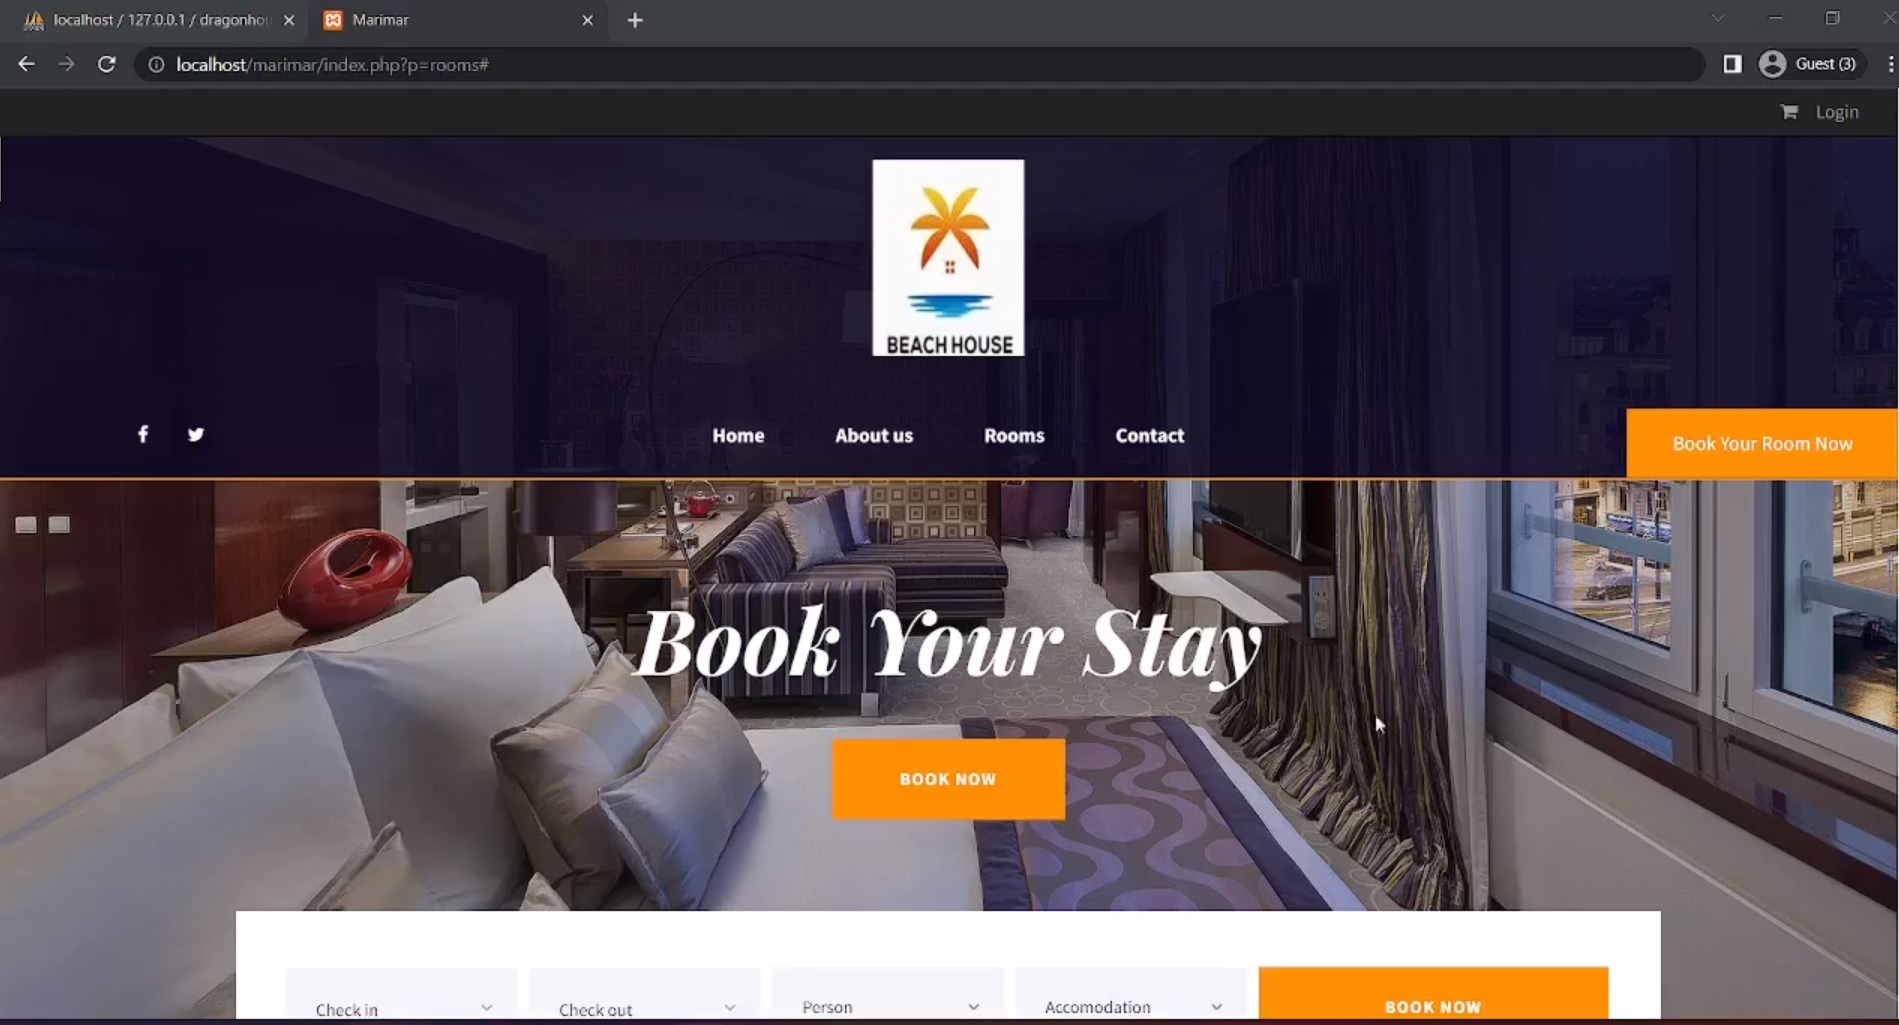 localhost / 127.0.0.1 / dragonhou
Marimar
localhost/marimar/index.php?p=rooms#
Guest (3)
Login
BEACH HOUSE
Home
About us
Rooms
Contact
Book Your Room Now
Book Your Stay
BOOK NOW
Check in
Check out
Person
Accomodation
BOOK NOW